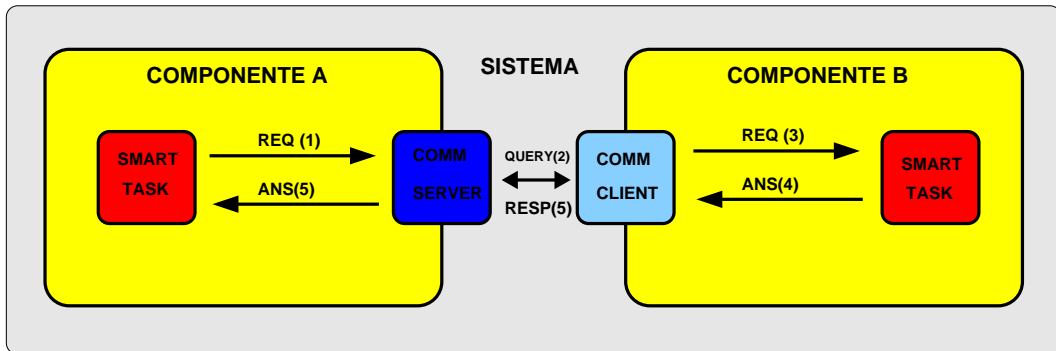 SISTEMA
COMPONENTE A
SMART
TASK
REQ (1)
ANS(5)
COMM
SERVER
QUERY(2)
RESP(5)
COMPONENTE B
COMM
CLIENT
REQ (3)
ANS(4)
SMART
TASK